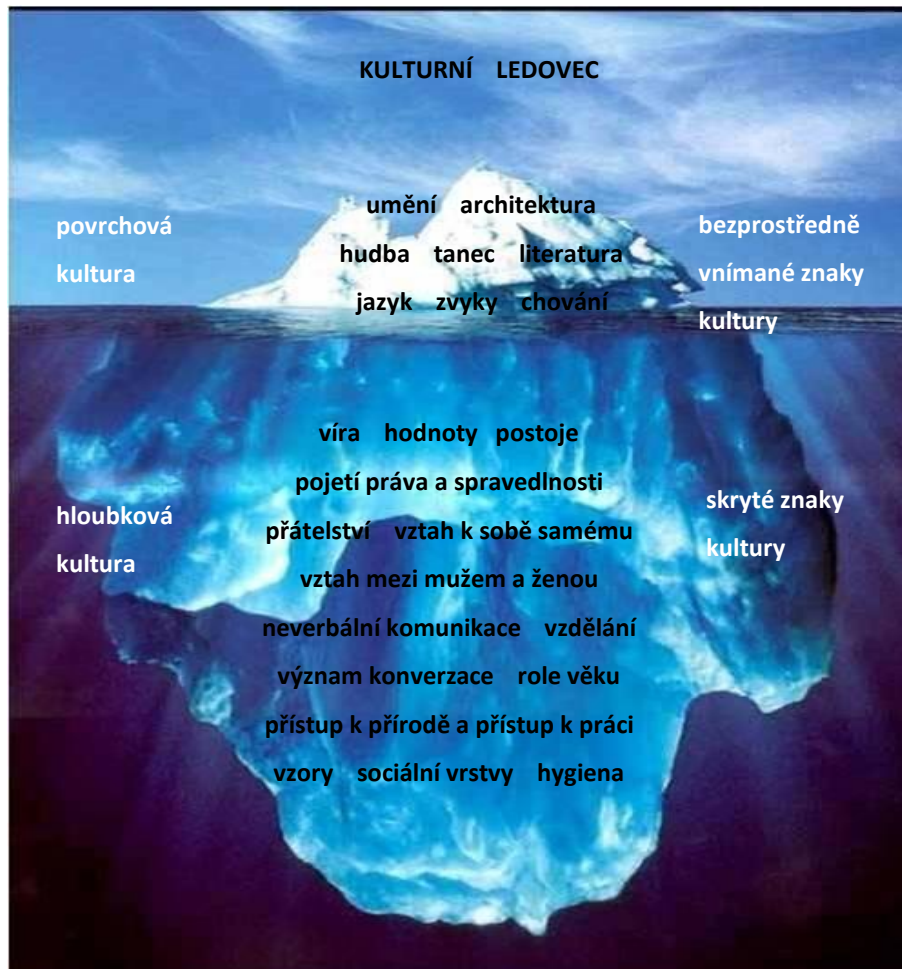 KULTURNÍ LEDOVEC
umění architektura
povrchová
kultura
hudba tanec literatura
jazyk zvyky chování
bezprostředně
vnímané znaky
kultury
víra hodnoty postoje
pojetí práva a spravedlnosti
hloubková
kultura
přátelství vztah k sobě samému
skryté znaky
kultury
vztah mezi mužem a ženou
neverbální komunikace vzdělání
význam konverzace role věku
přístup k přírodě a přístup k práci
vzory sociální vrstvy hygiena